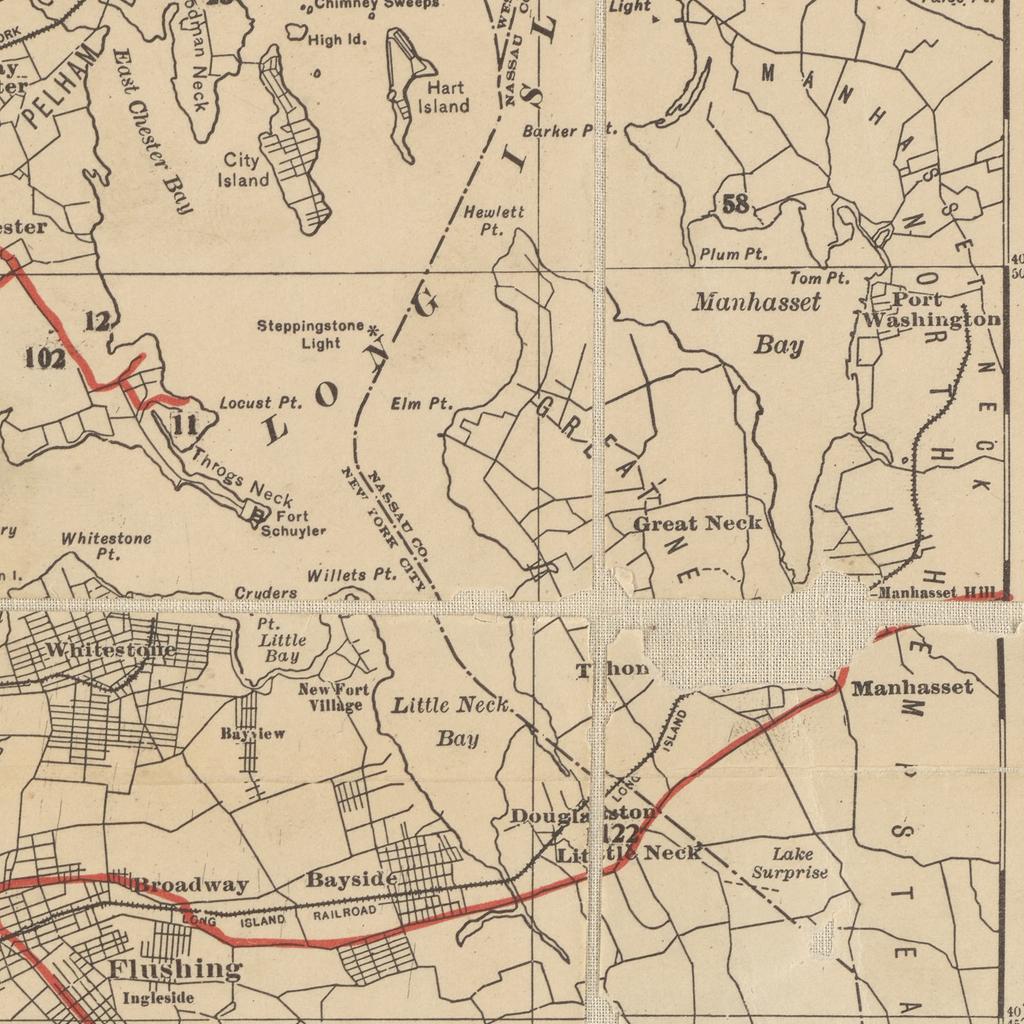 Chimney Sweeps
Light
High Id.
NASSAU CO.
PELHAM
East Chester Bay
Hart
Island
City
Island
Barker Pt.
MANHASSET NECK
Hewlett
Pt.
58
Plum Pt.
Tom Pt.
Manhasset
Bay
Port
Washington
NORTH HEMPSTEA
LONG ISL
12
102
Steppingstone
Light
Locust Pt.
Elm Pt.
11
Throgs Neck
Fort
Schuyler
NASSAU CO.
NEW YORK CITY
GREAT NE
Great Neck
Whitestone
Pt.
Willets Pt.
Cruders
Pt.
Manhasset Hill
Whitestone
Little
Bay
New Fort
Village
Bayview
Little Neck
Bay
Manhasset
LONG ISLAND
122
Little Neck
Lake
Surprise
Broadway
Bayside
LONG ISLAND RAILROAD
Flushing
Ingleside